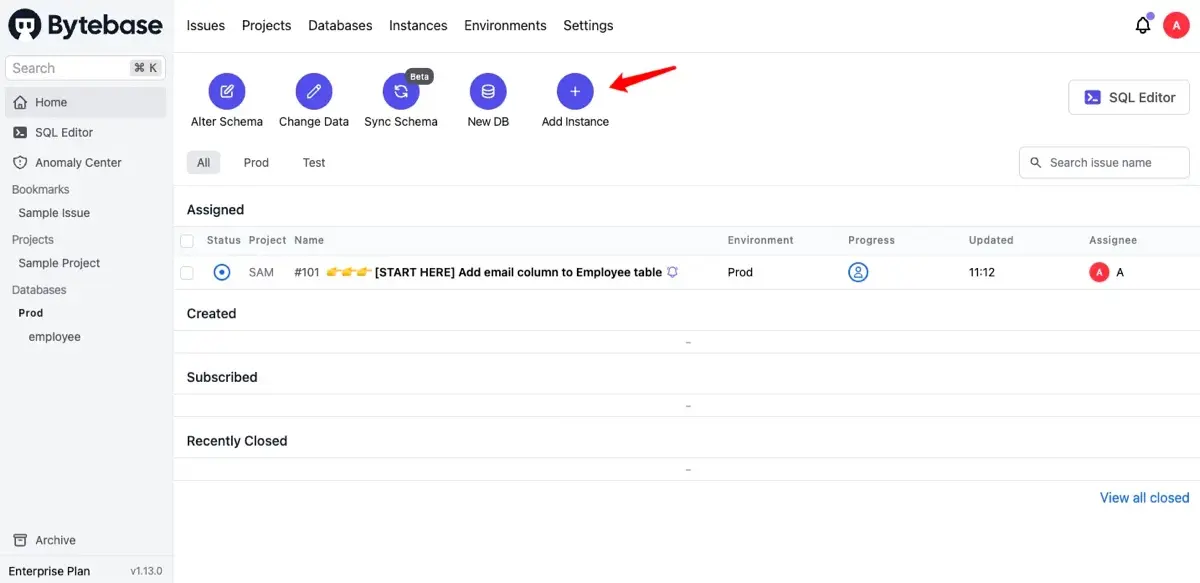 Bytebase
Issues Projects Databases Instances Environments Settings
A
Search ⌘ K
Home
SQL Editor
Anomaly Center
Bookmarks
Sample Issue
Projects
Sample Project
Databases
Prod
employee
Archive
Enterprise Plan v1.13.0
Beta
Alter Schema Change Data Sync Schema New DB Add Instance
SQL Editor
All Prod Test
Search issue name
Assigned
Status Project Name Environment Progress Updated Assignee
SAM #101 👉👉👉 [START HERE] Add email column to Employee table Prod 11:12 A A
Created
–
Subscribed
–
Recently Closed
–
View all closed